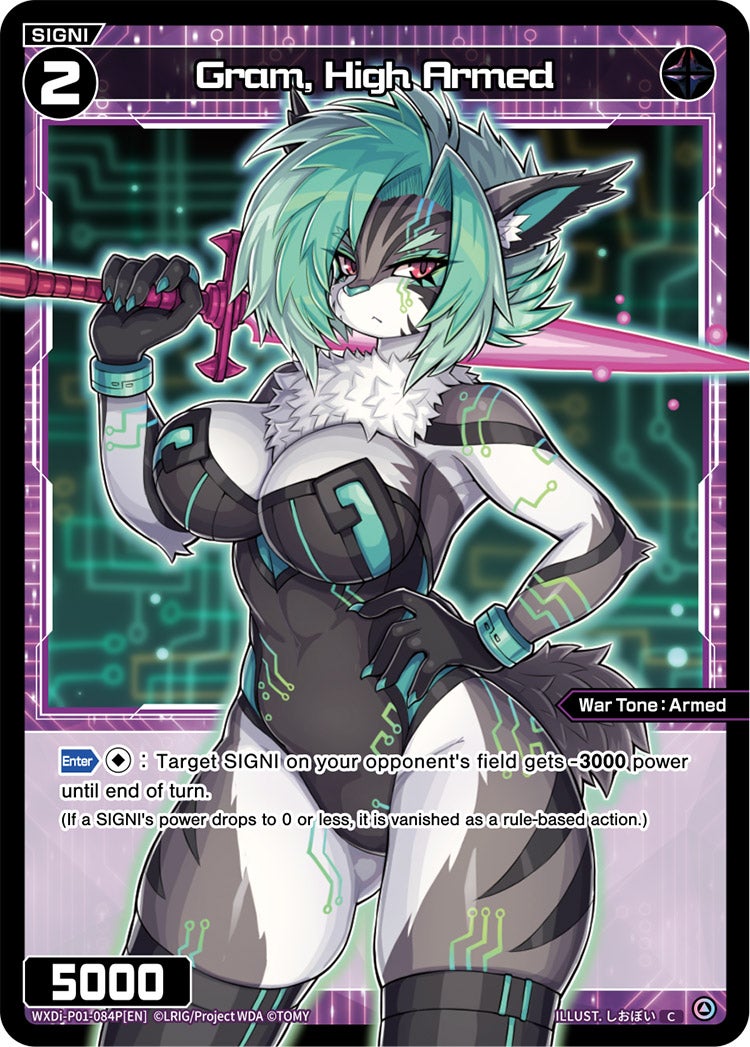 SIGNI
2
Gram, High Armed
War Tone : Armed
Enter : Target SIGNI on your opponent's field gets -3000 power
until end of turn.
(If a SIGNI's power drops to 0 or less, it is vanished as a rule-based action.)
5000
WXDi-P01-084P[EN] ©LRIG/Project WDA ©TOMY
ILLUST. しおぼい C